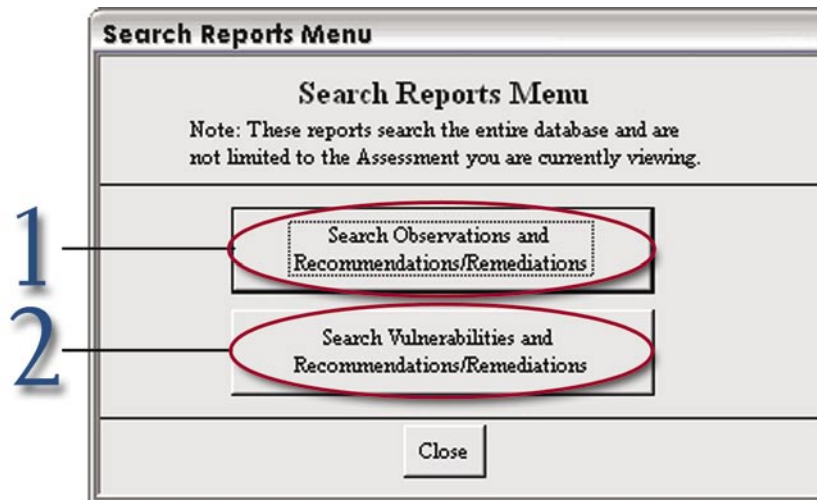 Search Reports Menu
Search Reports Menu
Note: These reports search the entire database and are
not limited to the Assessment you are currently viewing.
1
Search Observations and
Recommendations/Remediations
2
Search Vulnerabilities and
Recommendations/Remediations
Close